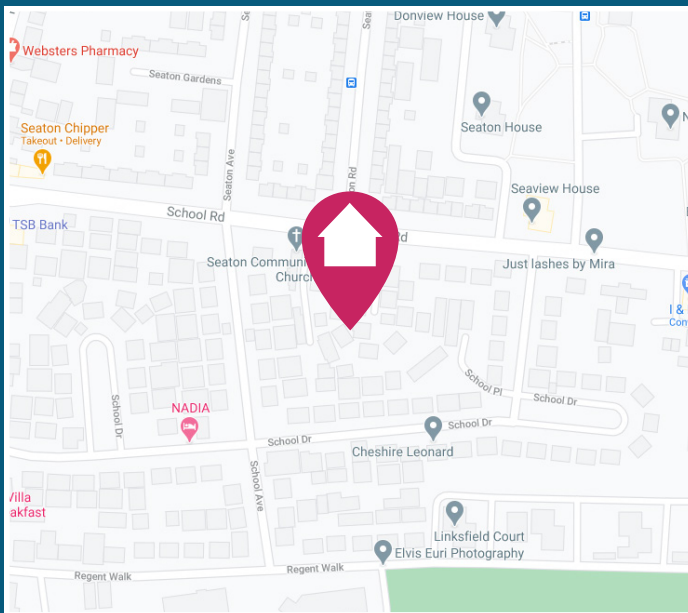 Donview House
Websters Pharmacy
Seaton Gardens
Seaton House
Seaton Chipper
Takeout • Delivery
Seaton Ave
Seaview House
School Rd
TSB Bank
Seaton Commun
Church
Just lashes by Mira
I &
School Pl
School Dr
School Dr
NADIA
School Dr
School Dr
Cheshire Leonard
School Ave
Villa
akfast
Linksfield Court
Elvis Euri Photography
Regent Walk
Regent Walk